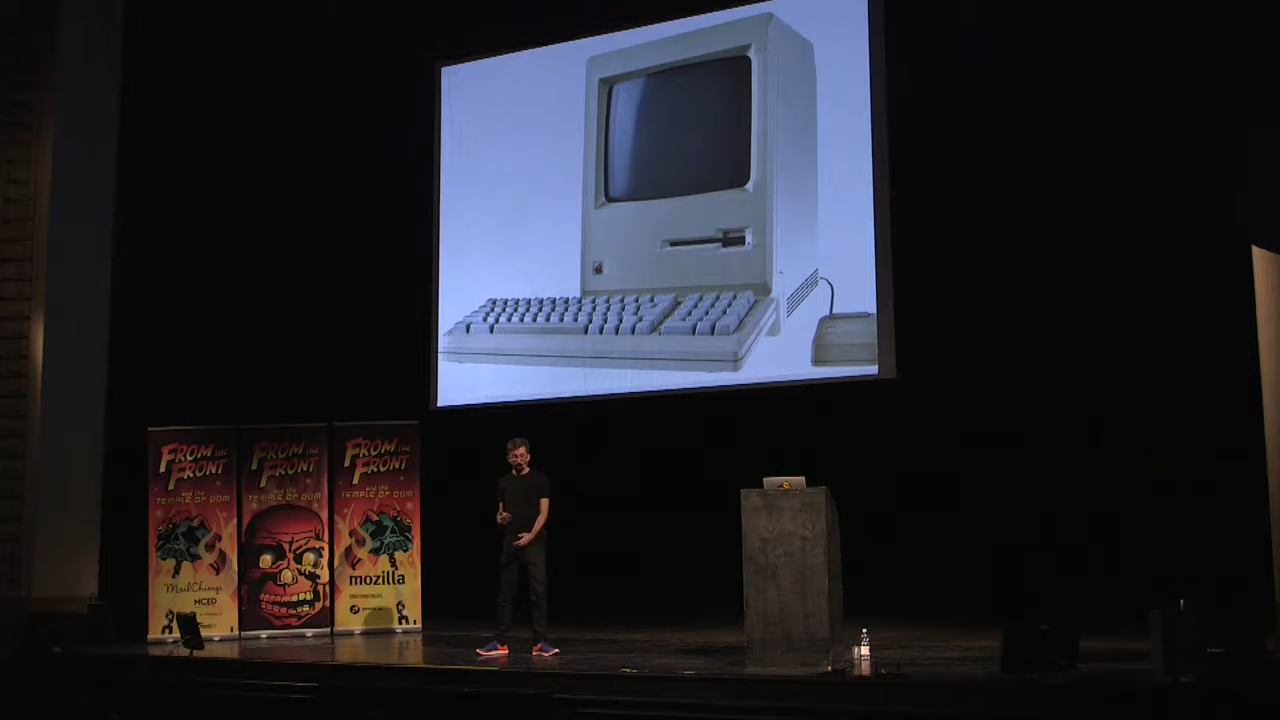 FROM THE
FRONT
and the
TEMPLE OF DOM
MailChimp
MCED
FROM THE
FRONT
and the
TEMPLE OF DOM
FROM THE
FRONT
and the
TEMPLE OF DOM
mozilla